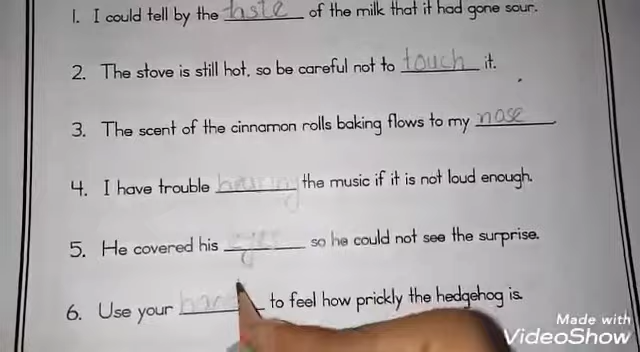 1. I could tell by the taste of the milk that it had gone sour.
2. The stove is still hot, so be careful not to touch it.
3. The scent of the cinnamon rolls baking flows to my nose.
4. I have trouble hearing the music if it is not loud enough.
5. He covered his eyes so he could not see the surprise.
6. Use your to feel how prickly the hedgehog is.
Made with
VideoShow